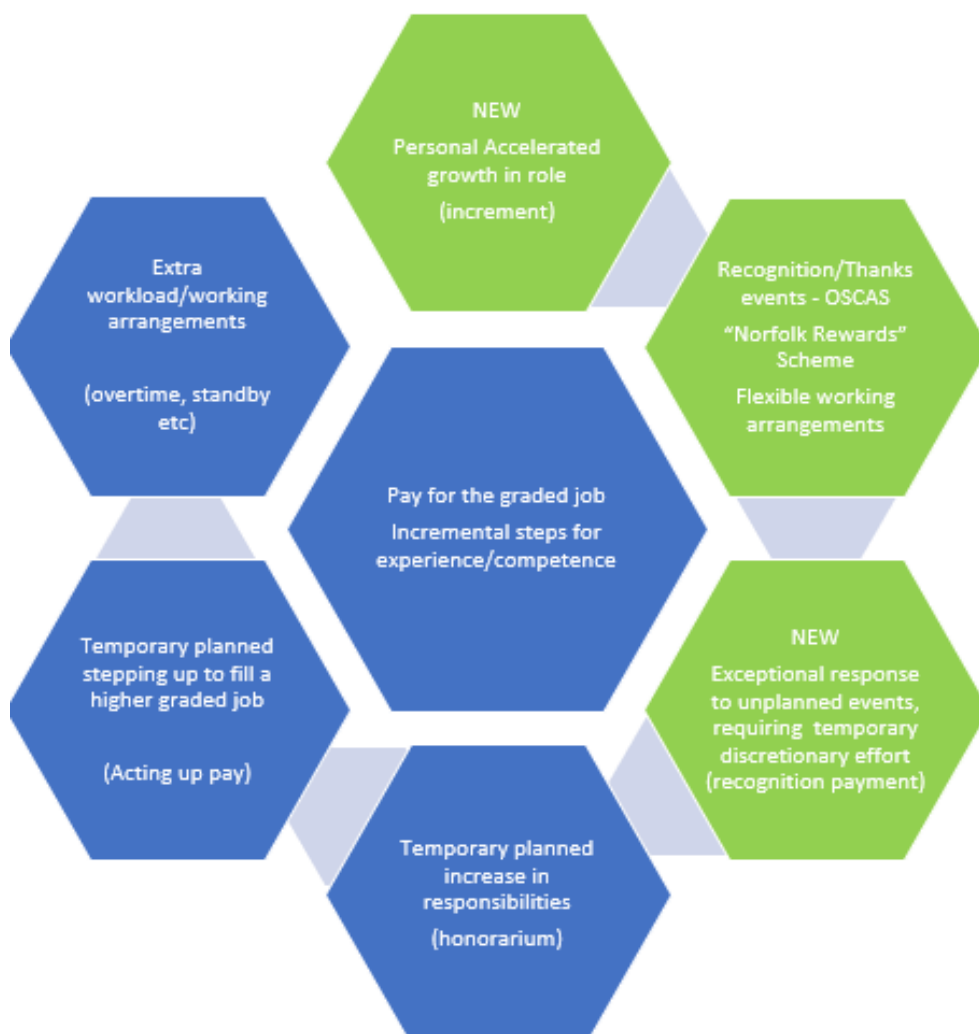 NEW
Personal Accelerated
growth in role
(increment)
Recognition/Thanks
events - OSCAS
“Norfolk Rewards”
Scheme
Flexible working
arrangements
NEW
Exceptional response
to unplanned events,
requiring temporary
discretionary effort
(recognition payment)
Temporary planned
increase in
responsibilities
(honorarium)
Temporary planned
stepping up to fill a
higher graded job
(Acting up pay)
Extra
workload/working
arrangements
(overtime, standby
etc)
Pay for the graded job
Incremental steps for
experience/competence